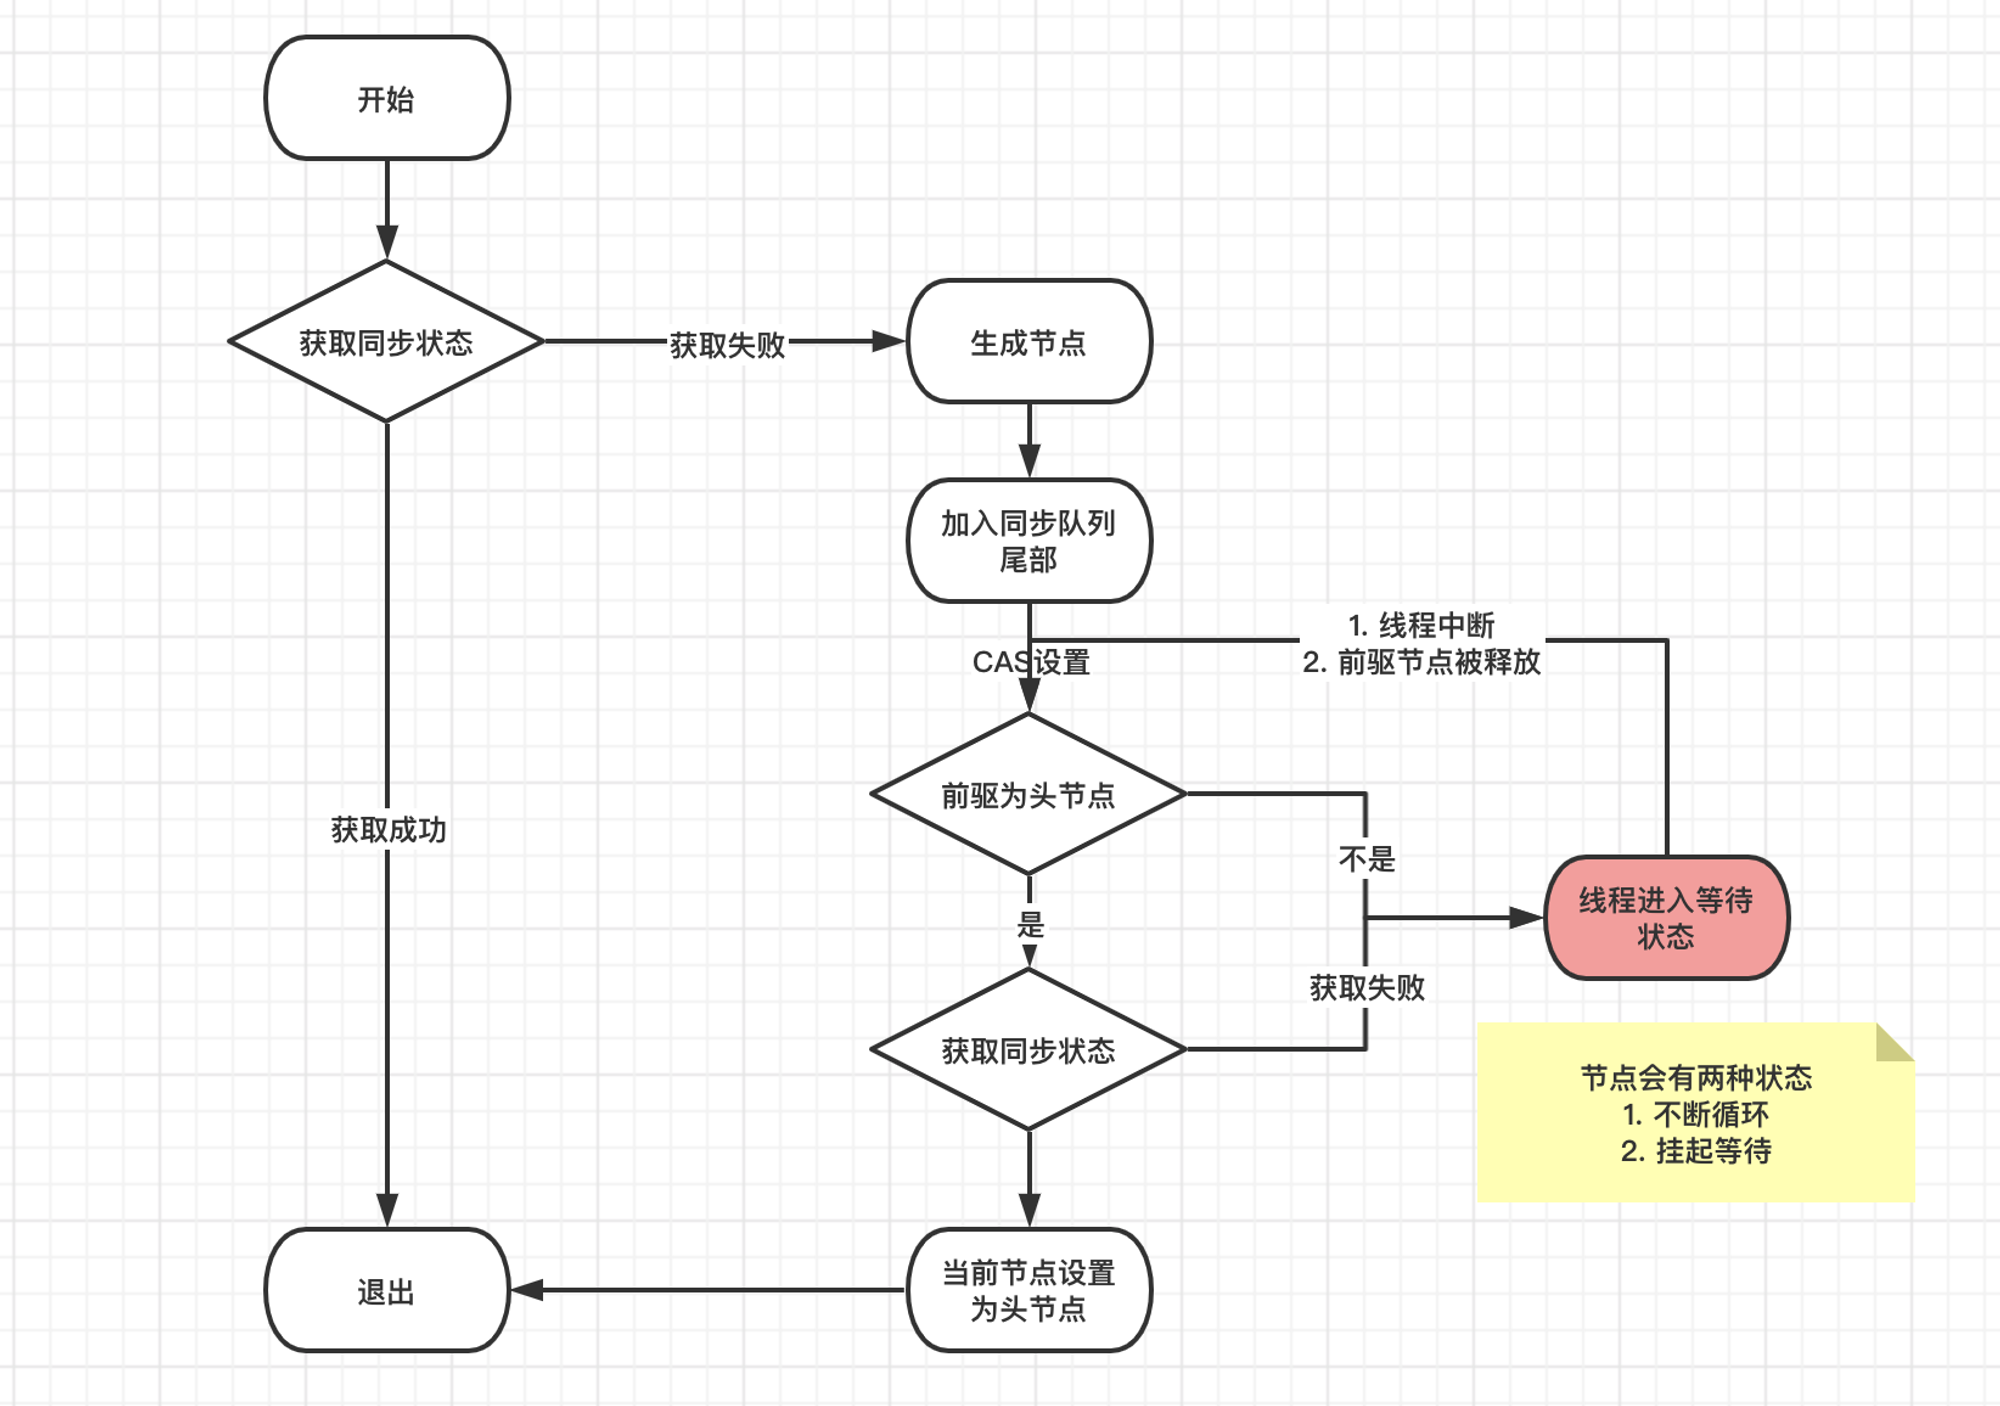 开始
获取同步状态
获取失败
生成节点
加入同步队列
尾部
1. 线程中断
2. 前驱节点被释放
CAS设置
前驱为头节点
获取成功
不是
线程进入等待
状态
是
获取失败
获取同步状态
节点会有两种状态
1. 不断循环
2. 挂起等待
退出
当前节点设置
为头节点